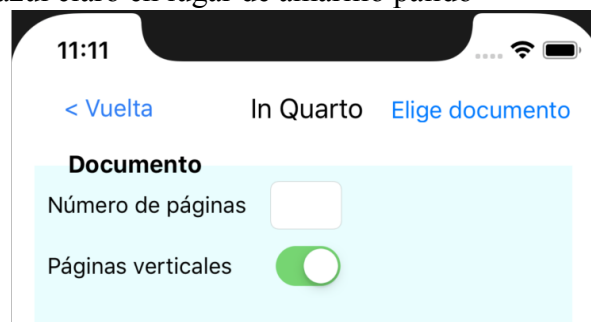 azul claro en lugar de amarillo pálido
11:11
< Vuelta In Quarto Elige documento
Documento
Número de páginas
Páginas verticales